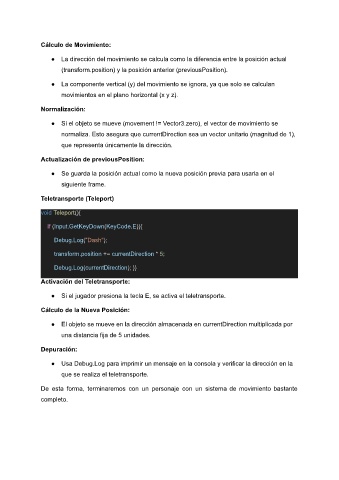 Cálculo de Movimiento:
● La dirección del movimiento se calcula como la diferencia entre la posición actual
(transform.position) y la posición anterior (previousPosition).
● La componente vertical (y) del movimiento se ignora, ya que solo se calculan
movimientos en el plano horizontal (x y z).
Normalización:
● Si el objeto se mueve (movement != Vector3.zero), el vector de movimiento se
normaliza. Esto asegura que currentDirection sea un vector unitario (magnitud de 1),
que representa únicamente la dirección.
Actualización de previousPosition:
● Se guarda la posición actual como la nueva posición previa para usarla en el
siguiente frame.
Teletransporte (Teleport)
void Teleport(){
if (Input.GetKeyDown(KeyCode.E)){
Debug.Log("Dash");
transform.position += currentDirection * 5;
Debug.Log(currentDirection); }}
Activación del Teletransporte:
● Si el jugador presiona la tecla E, se activa el teletransporte.
Cálculo de la Nueva Posición:
● El objeto se mueve en la dirección almacenada en currentDirection multiplicada por
una distancia fija de 5 unidades.
Depuración:
● Usa Debug.Log para imprimir un mensaje en la consola y verificar la dirección en la
que se realiza el teletransporte.
De esta forma, terminaremos con un personaje con un sistema de movimiento bastante
completo.